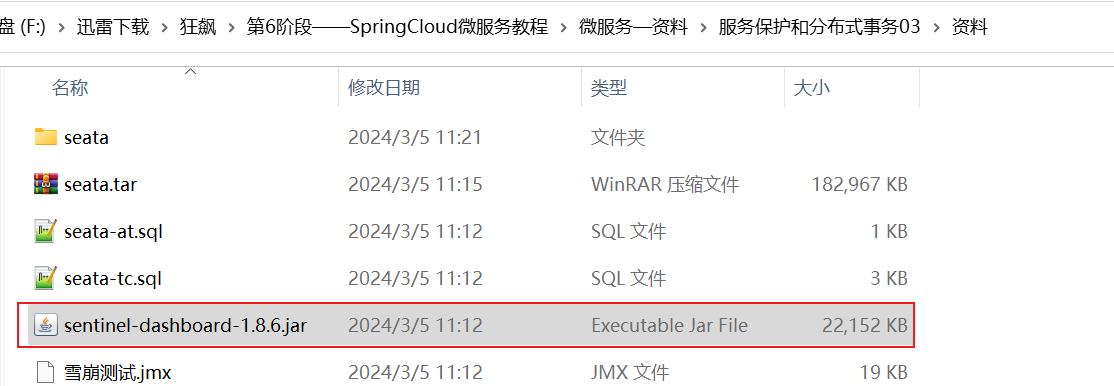 盘 (F:) › 迅雷下载 › 狂飙 › 第6阶段——SpringCloud微服务教程 › 微服务—资料 › 服务保护和分布式事务03 › 资料
名称 修改日期 类型 大小
seata 2024/3/5 11:21 文件夹
seata.tar 2024/3/5 11:15 WinRAR 压缩文件 182,967 KB
seata-at.sql 2024/3/5 11:12 SQL 文件 1 KB
seata-tc.sql 2024/3/5 11:12 SQL 文件 3 KB
sentinel-dashboard-1.8.6.jar 2024/3/5 11:12 Executable Jar File 22,152 KB
雪崩测试.jmx 2024/3/5 11:12 JMX 文件 19 KB